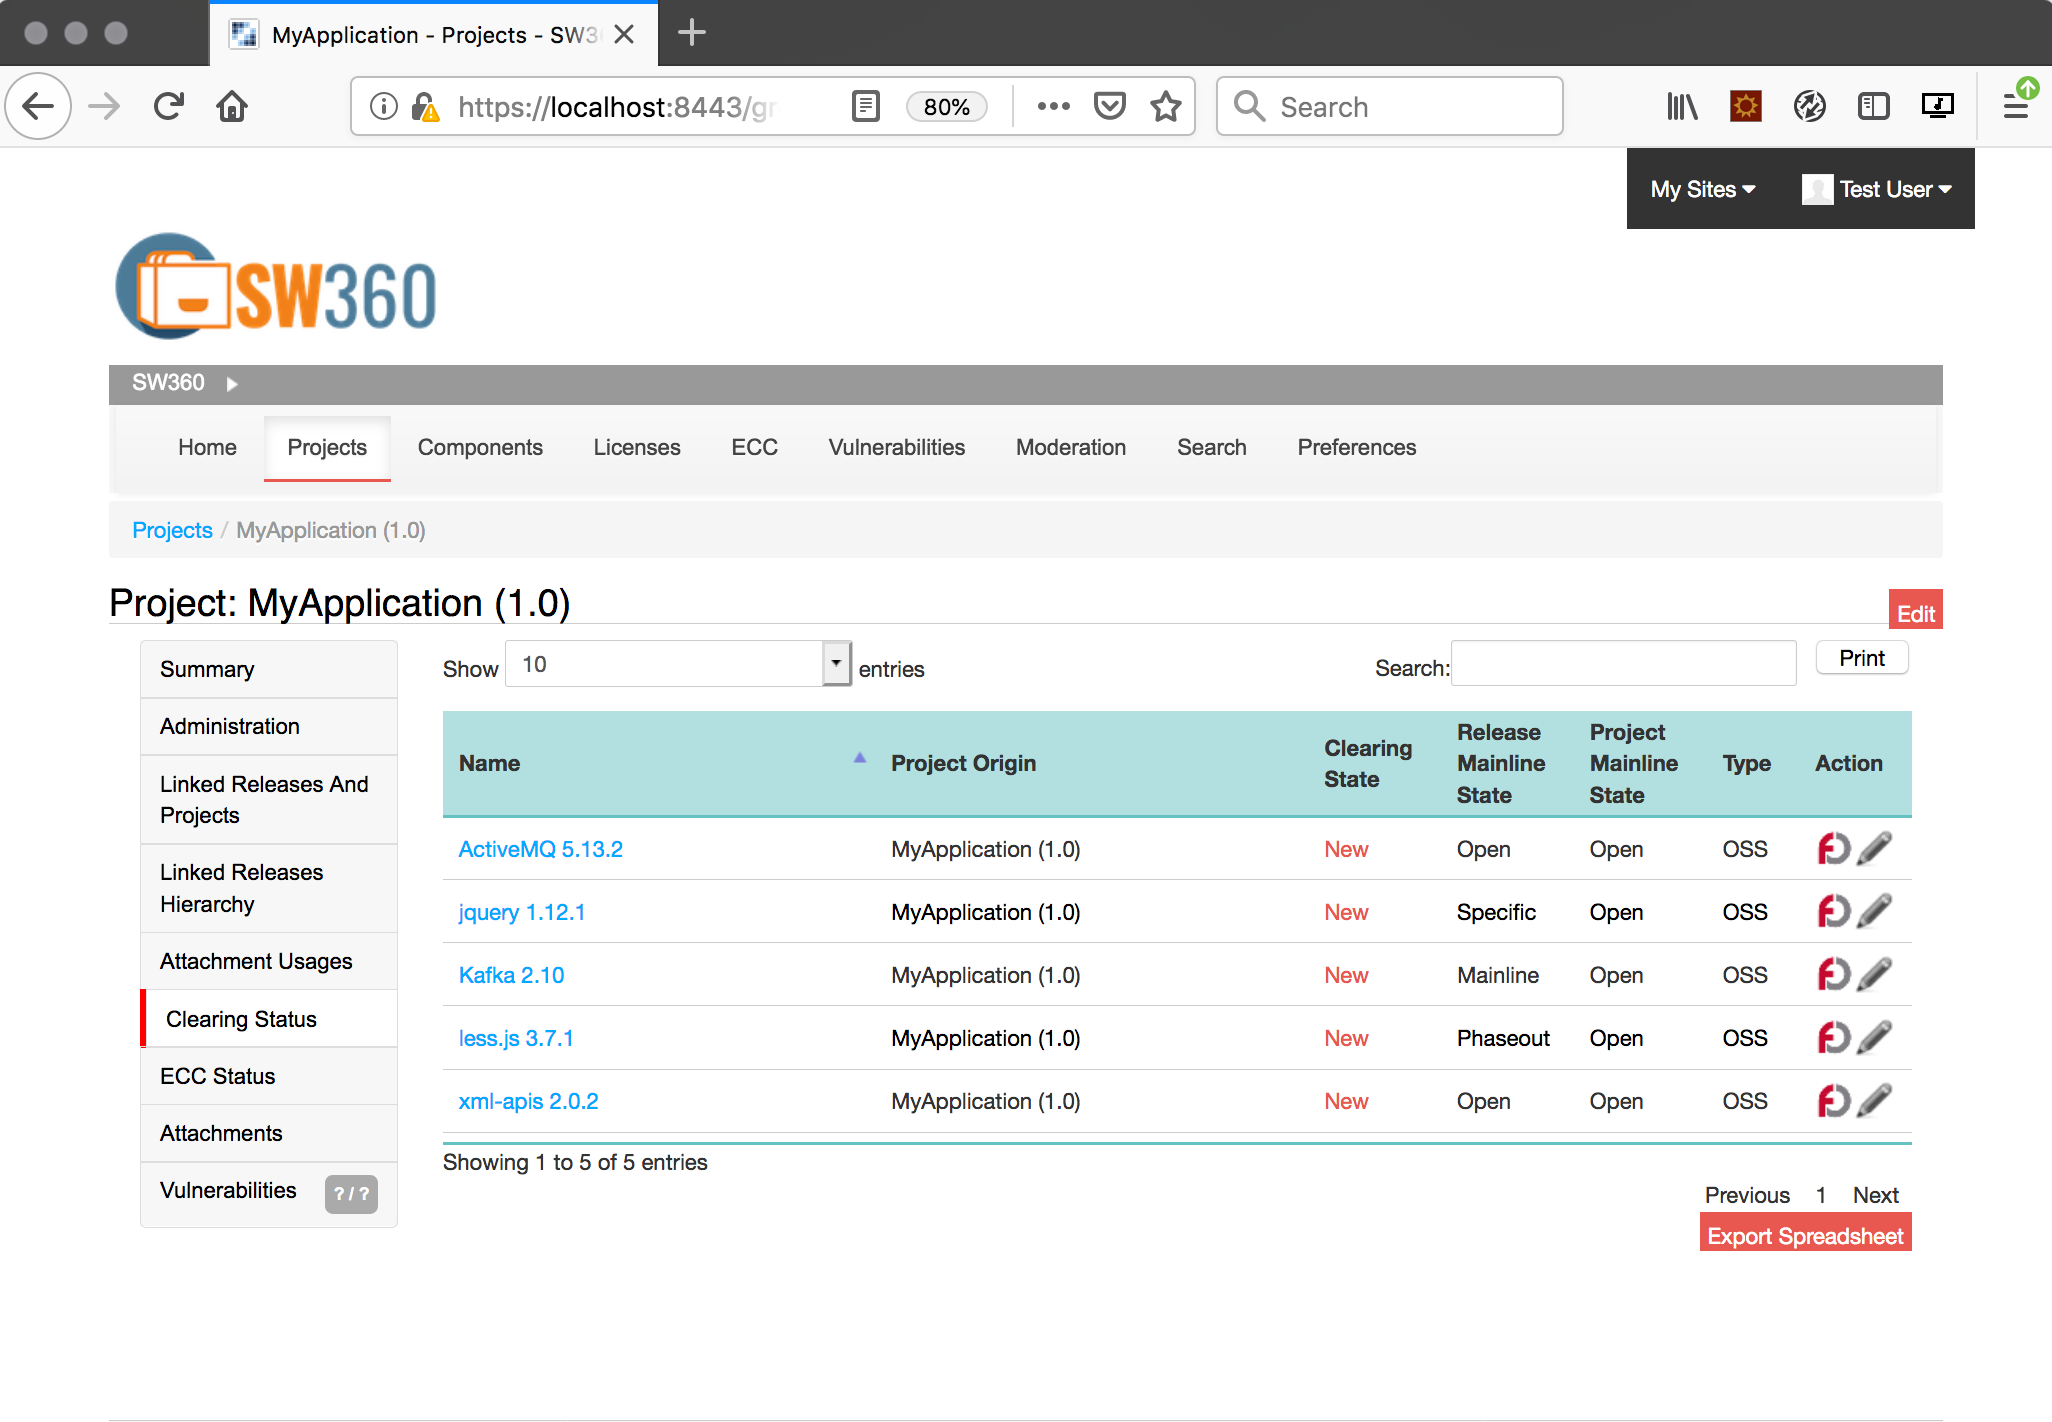 MyApplication - Projects - SW3
https://localhost:8443/gr
80%
Search
My Sites
Test User
SW360
SW360
Home Projects Components Licenses ECC Vulnerabilities Moderation Search Preferences
Projects / MyApplication (1.0)
Project: MyApplication (1.0)
Edit
Summary
Administration
Linked Releases And
Projects
Linked Releases
Hierarchy
Attachment Usages
Clearing Status
ECC Status
Attachments
Vulnerabilities ? / ?
Show 10 entries
Search:
Print
Name Project Origin Clearing State Release Mainline State Project Mainline State Type Action
ActiveMQ 5.13.2 MyApplication (1.0) New Open Open OSS
jquery 1.12.1 MyApplication (1.0) New Specific Open OSS
Kafka 2.10 MyApplication (1.0) New Mainline Open OSS
less.js 3.7.1 MyApplication (1.0) New Phaseout Open OSS
xml-apis 2.0.2 MyApplication (1.0) New Open Open OSS
Showing 1 to 5 of 5 entries
Previous 1 Next
Export Spreadsheet